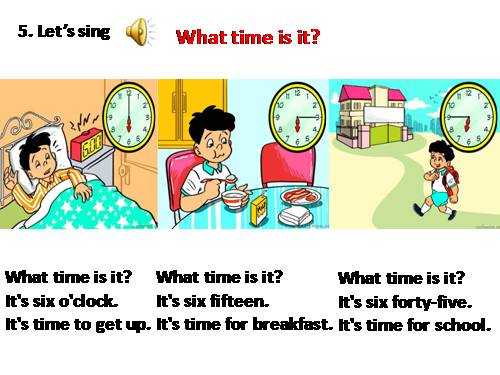 5. Let's sing
What time is it?
6:00
What time is it?
It's six o'clock.
It's time to get up.
What time is it?
It's six fifteen.
It's time for breakfast.
What time is it?
It's six forty-five.
It's time for school.